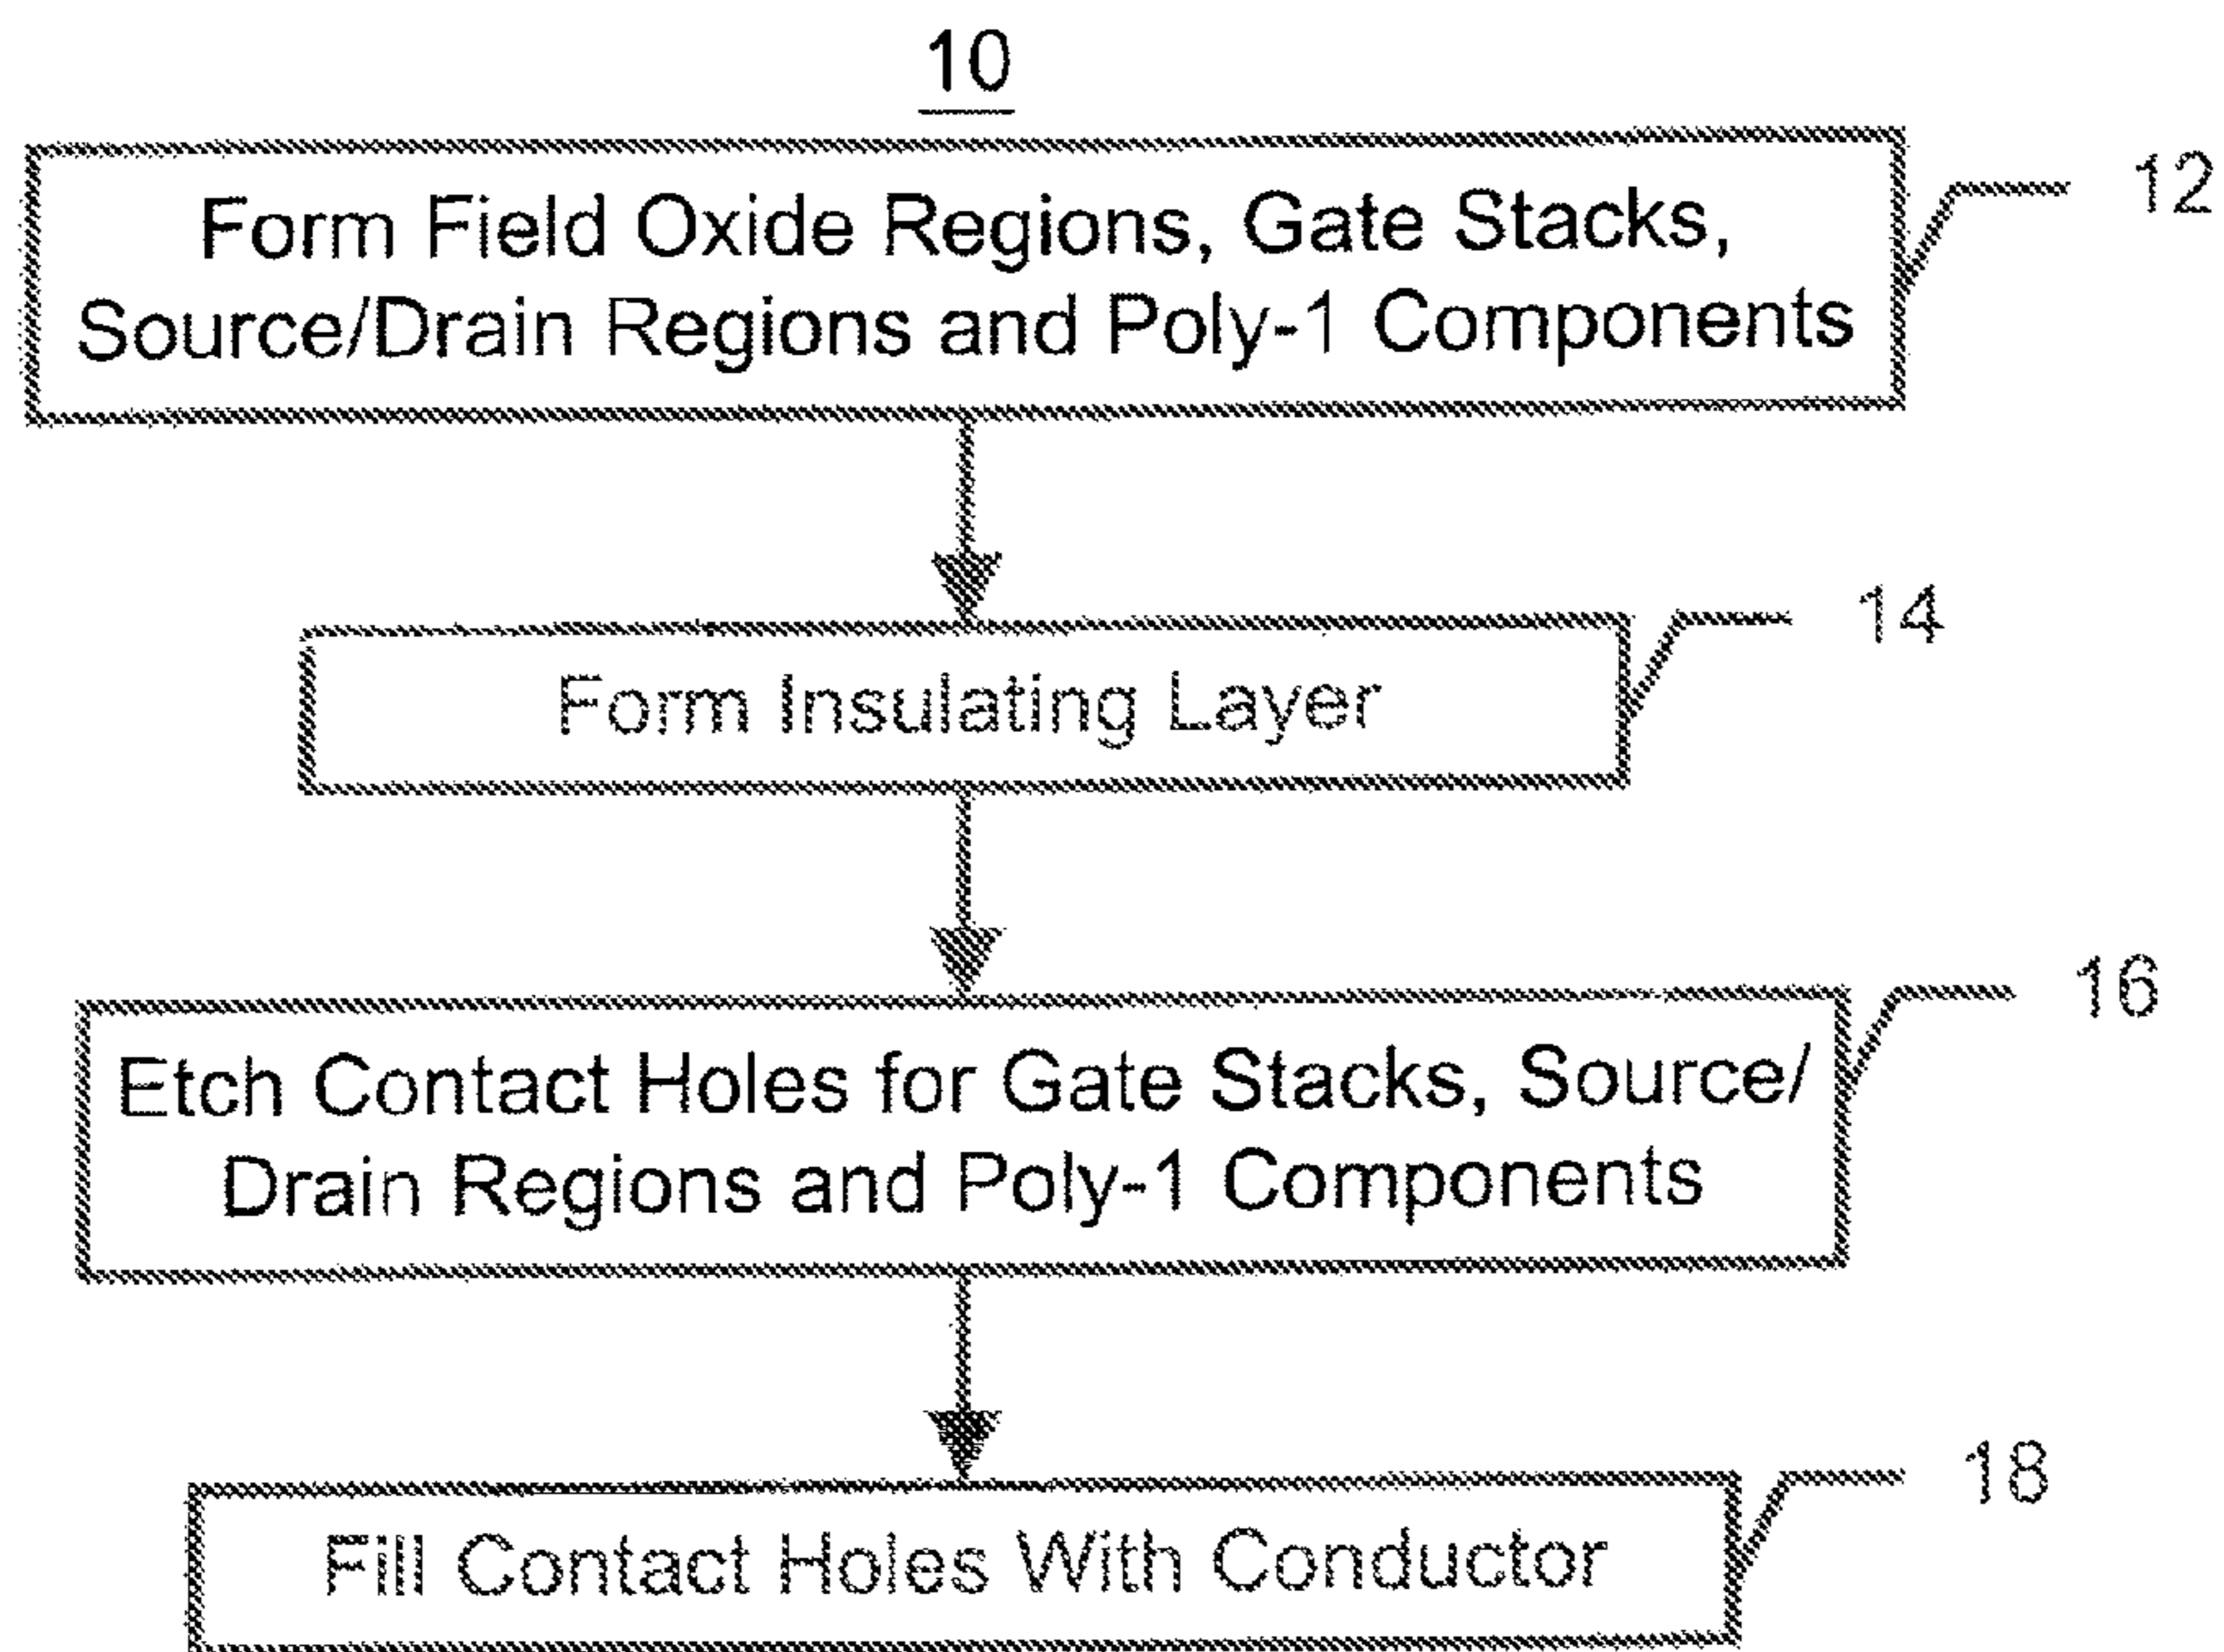 10
Form Field Oxide Regions, Gate Stacks,
Source/Drain Regions and Poly-1 Components
12
Form Insulating Layer
14
Etch Contact Holes for Gate Stacks, Source/
Drain Regions and Poly-1 Components
16
Fill Contact Holes With Conductor
18